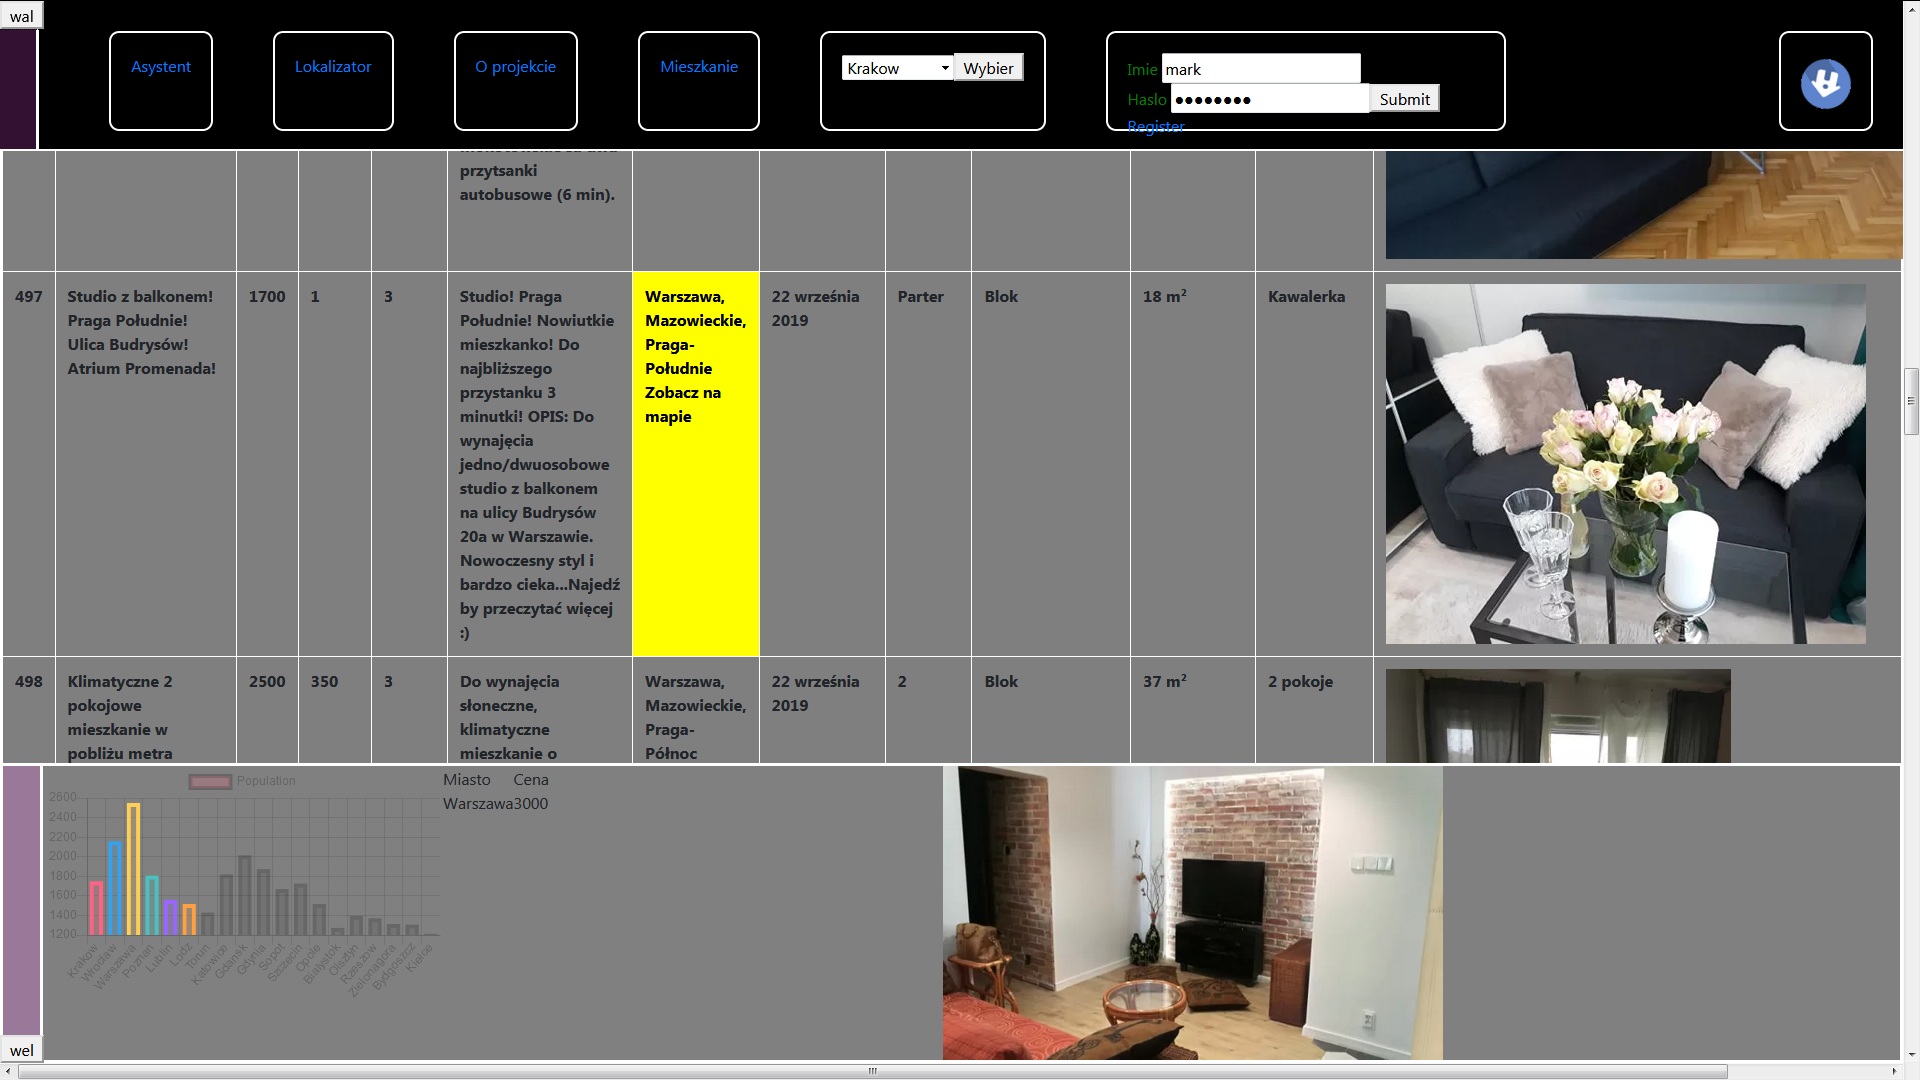 wal
Asystent
Lokalizator
O projekcie
Mieszkanie
Krakow Wybier
Imie mark
Haslo ●●●●●●●● Submit
Register
przytsanki
autobusowe (6 min).
497
Studio z balkonem!
Praga Południe!
Ulica Budrysów!
Atrium Promenada!
1700
1
3
Studio! Praga
Południe! Nowiutkie
mieszkanko! Do
najbliższego
przystanku 3
minutki! OPIS: Do
wynajęcia
jedno/dwuosobowe
studio z balkonem
na ulicy Budrysów
20a w Warszawie.
Nowoczesny styl i
bardzo cieka...Najedź
by przeczytać więcej
:)
Warszawa,
Mazowieckie,
Praga-
Południe
Zobacz na
mapie
22 września
2019
Parter
Blok
18 m²
Kawalerka
498
Klimatyczne 2
pokojowe
mieszkanie w
pobliżu metra
2500
350
3
Do wynajęcia
słoneczne,
klimatyczne
mieszkanie o
Warszawa,
Mazowieckie,
Praga-
Północ
22 września
2019
2
Blok
37 m²
2 pokoje
Population
2600
2400
2200
2000
1800
1600
1400
1200
Krakow
Wroclaw
Warszawa
Poznan
Lublin
Lodz
Torun
Katowice
Gdansk
Gdynia
Sopot
Szczecin
Opole
Bialystok
Olsztyn
Rzeszow
Zielonagora
Bydgoszcz
Kielce
Miasto Cena
Warszawa3000
wel